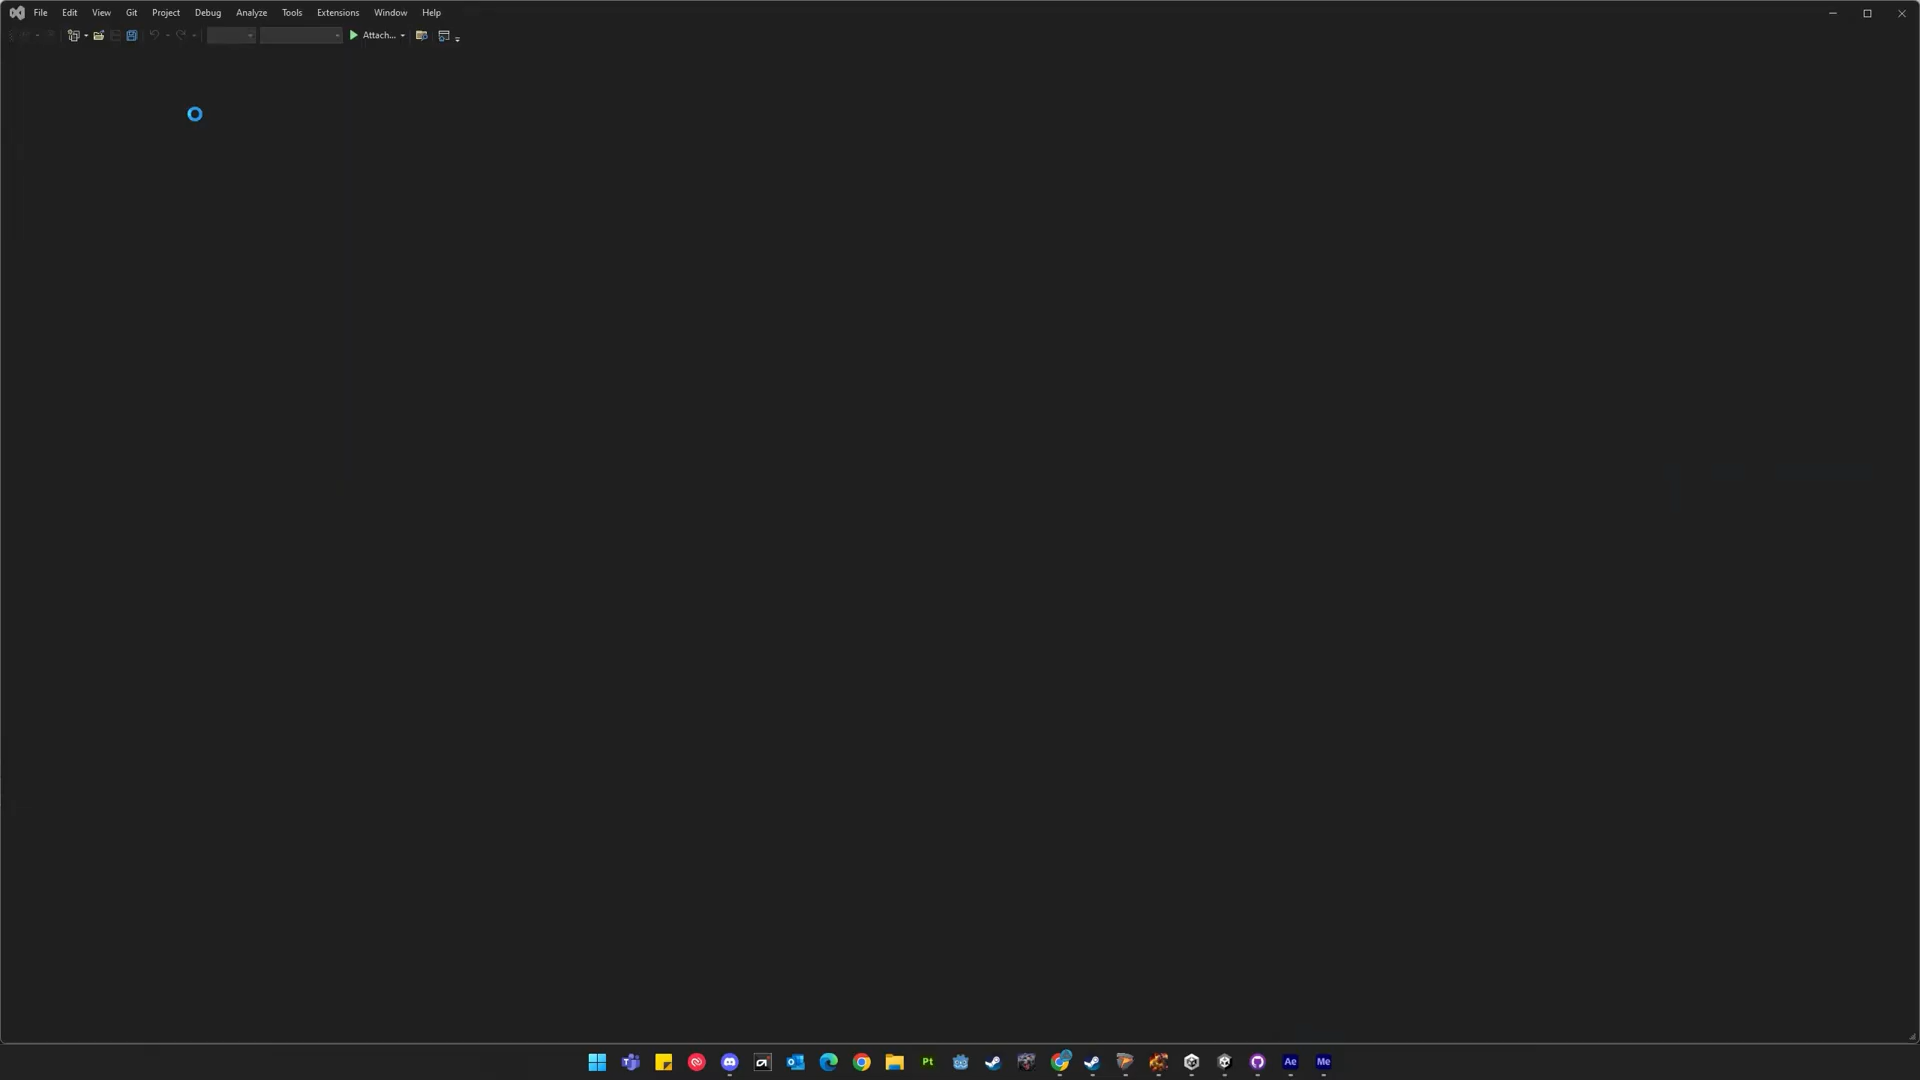 File Edit View Git Project Debug Analyze Tools Extensions Window Help
Attach...
Pt Ae Me